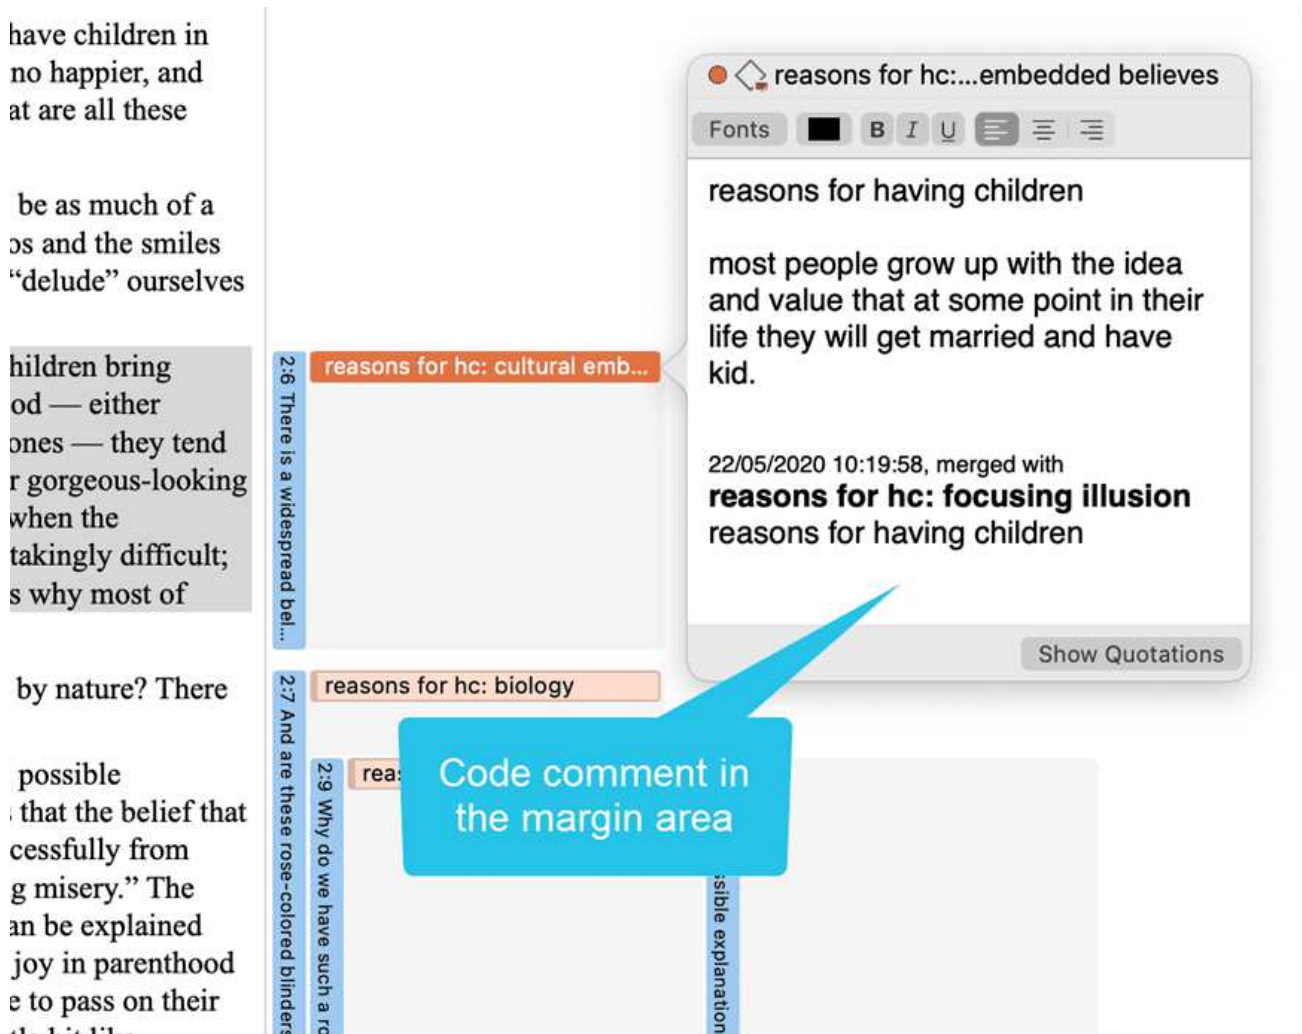 have children in
no happier, and
at are all these
be as much of a
os and the smiles
“delude” ourselves
hildren bring
od — either
ones — they tend
r gorgeous-looking
when the
takingly difficult;
s why most of
by nature? There
possible
that the belief that
cessfully from
g misery.” The
an be explained
joy in parenthood
e to pass on their
2:6 There is a widespread bel...
reasons for hc: cultural emb...
2:7 And are these rose-colored blinders
reasons for hc: biology
2:9 Why do we have such a ro
reas
ssible explanation
reasons for hc:...embedded believes
Fonts B I U
reasons for having children
most people grow up with the idea
and value that at some point in their
life they will get married and have
kid.
22/05/2020 10:19:58, merged with
reasons for hc: focusing illusion
reasons for having children
Show Quotations
Code comment in
the margin area